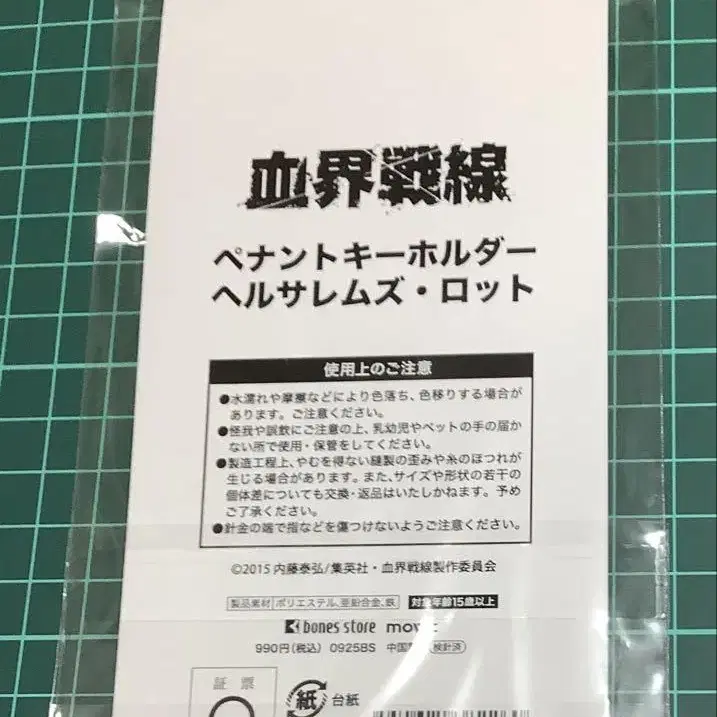 血界戦線
ペナントキーホルダー
ヘルサレムズ・ロット
使用上のご注意
●水濡れや摩擦などにより色落ち、色移りする場合が
あります。ご注意ください。
●怪我や誤飲にご注意の上、乳幼児やペットの手の届か
ない所で使用・保管をしてください。
●製造工程上、やむを得ない縫製の歪みや糸のほつれが
生じる場合があります。また、サイズや形状の若干の
個体差についても交換・返品はいたしかねます。予め
ご了承ください。
●針金の端で指などを傷つけないようご注意ください。
©2015 内藤泰弘/集英社・血界戦線製作委員会
製品素材 ポリエステル,亜鉛合金,鉄 対象年齢15歳以上
bones store
990円(税込) 0925BS 検針済
証票
紙 台紙